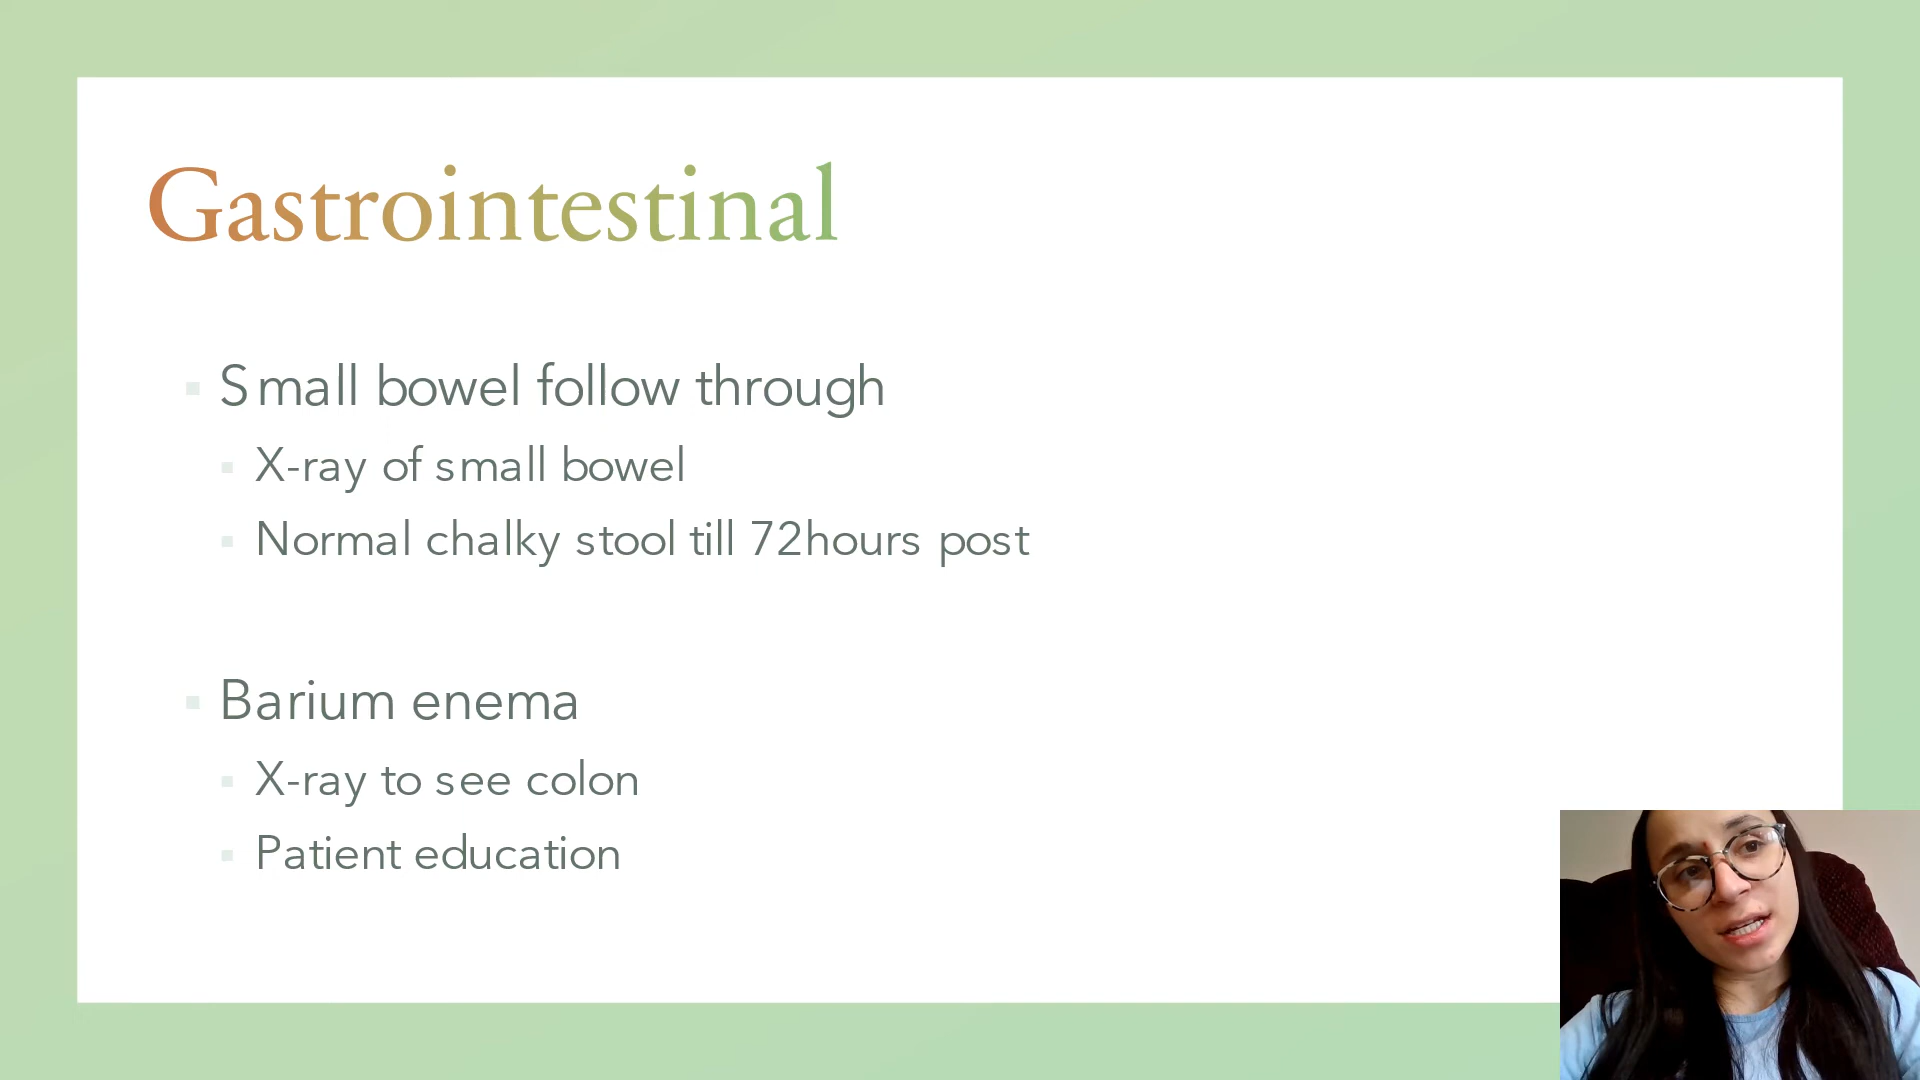 Gastrointestinal
Small bowel follow through
X-ray of small bowel
Normal chalky stool till 72hours post
Barium enema
X-ray to see colon
Patient education